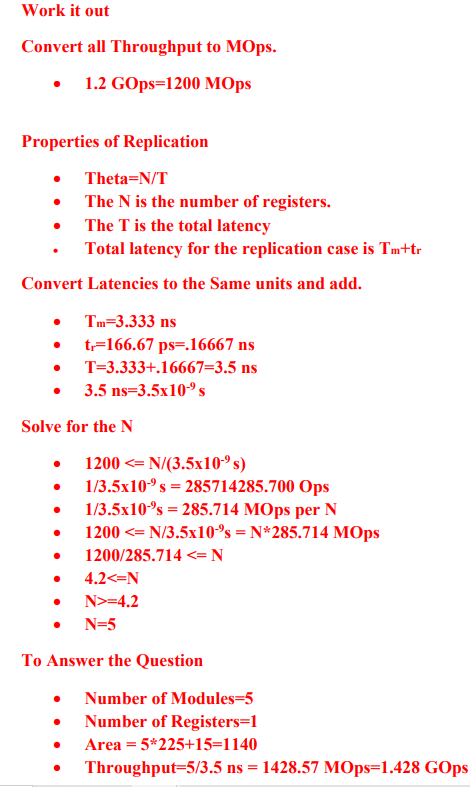 Work it out
Convert all Throughput to MOps.
• 1.2 GOps=1200 MOps
Properties of Replication
• Theta=N/T
• The N is the number of registers.
• The T is the total latency
• Total latency for the replication case is Tm+tr
Convert Latencies to the Same units and add.
• Tm=3.333 ns
• tr=166.67 ps=.16667 ns
• T=3.333+.16667=3.5 ns
• 3.5 ns=3.5x10⁻⁹ s
Solve for the N
• 1200 <= N/(3.5x10⁻⁹ s)
• 1/3.5x10⁻⁹ s = 285714285.700 Ops
• 1/3.5x10⁻⁹s = 285.714 MOps per N
• 1200 <= N/3.5x10⁻⁹s = N*285.714 MOps
• 1200/285.714 <= N
• 4.2<=N
• N>=4.2
• N=5
To Answer the Question
• Number of Modules=5
• Number of Registers=1
• Area = 5*225+15=1140
• Throughput=5/3.5 ns = 1428.57 MOps=1.428 GOps